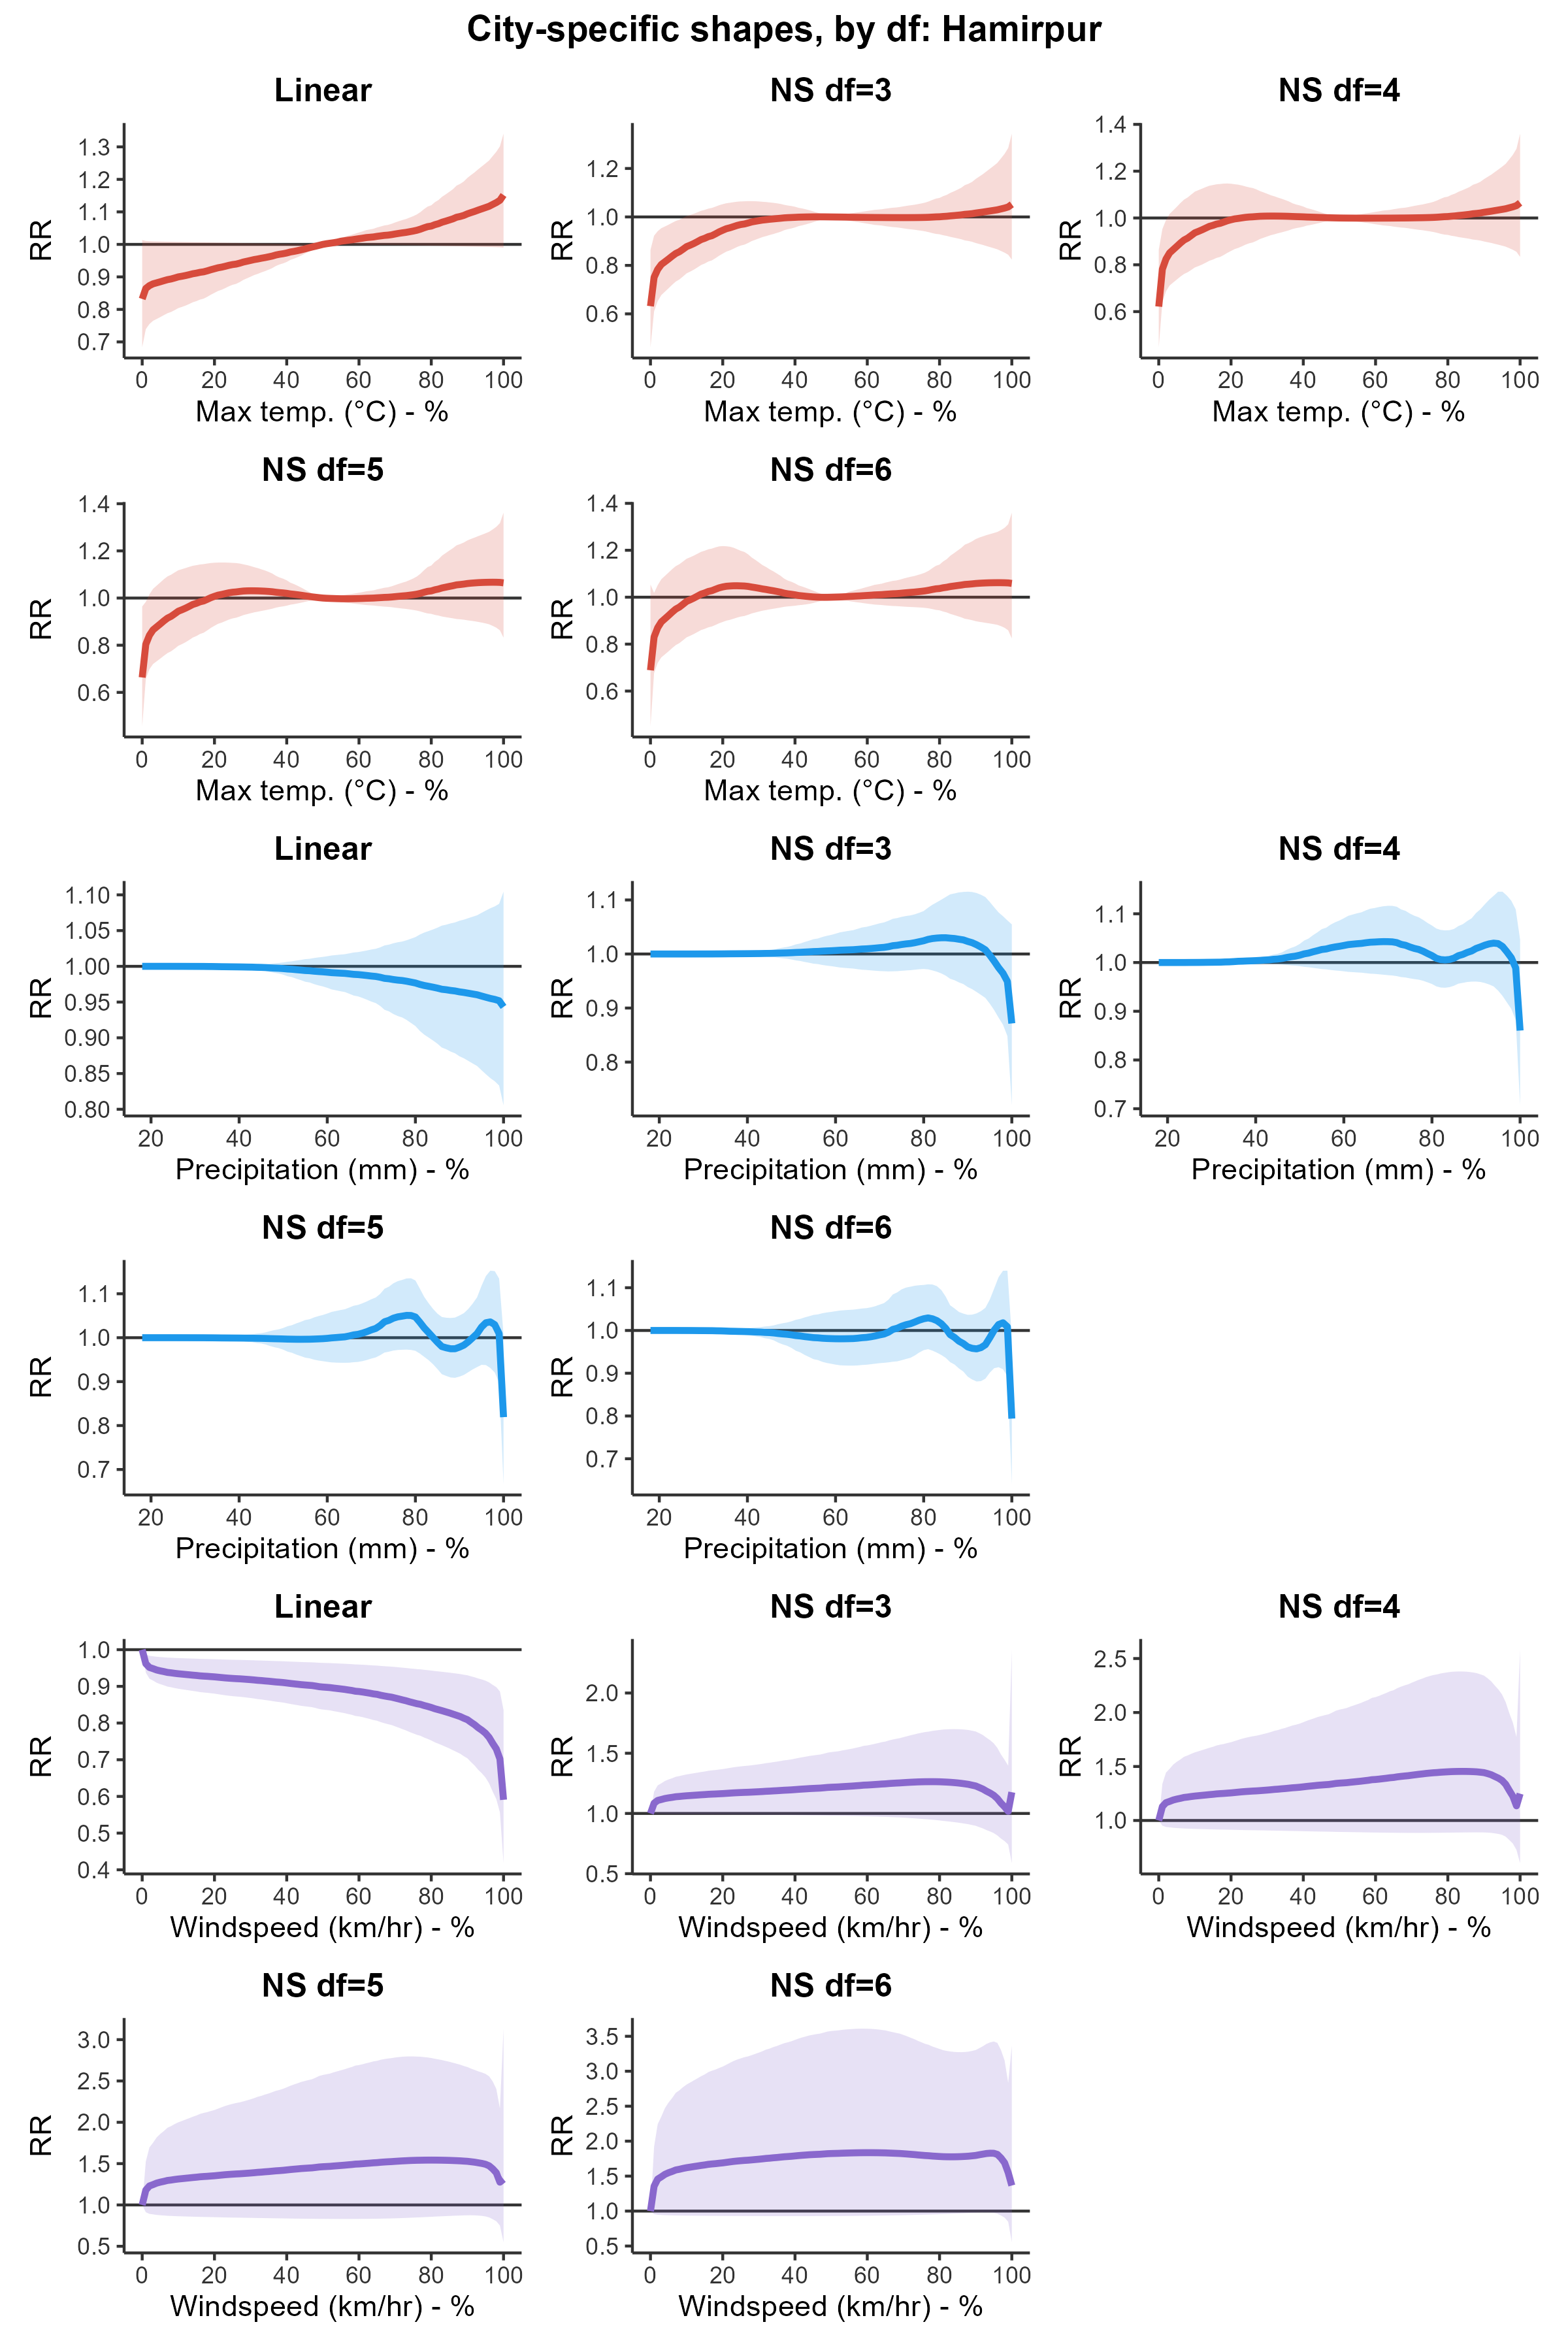 City-specific shapes, by df: Hamirpur
Linear
NS df=3
NS df=4
RR
1.3
1.2
1.1
1.0
0.9
0.8
0.7
0 20 40 60 80 100
Max temp. (°C) - %
RR
1.2
1.0
0.8
0.6
0 20 40 60 80 100
Max temp. (°C) - %
RR
1.4
1.2
1.0
0.8
0.6
0 20 40 60 80 100
Max temp. (°C) - %
NS df=5
NS df=6
RR
1.4
1.2
1.0
0.8
0.6
0 20 40 60 80 100
Max temp. (°C) - %
RR
1.4
1.2
1.0
0.8
0.6
0 20 40 60 80 100
Max temp. (°C) - %
Linear
NS df=3
NS df=4
RR
1.10
1.05
1.00
0.95
0.90
0.85
0.80
20 40 60 80 100
Precipitation (mm) - %
RR
1.1
1.0
0.9
0.8
20 40 60 80 100
Precipitation (mm) - %
RR
1.1
1.0
0.9
0.8
0.7
20 40 60 80 100
Precipitation (mm) - %
NS df=5
NS df=6
RR
1.1
1.0
0.9
0.8
0.7
20 40 60 80 100
Precipitation (mm) - %
RR
1.1
1.0
0.9
0.8
0.7
20 40 60 80 100
Precipitation (mm) - %
Linear
NS df=3
NS df=4
RR
1.0
0.9
0.8
0.7
0.6
0.5
0.4
0 20 40 60 80 100
Windspeed (km/hr) - %
RR
2.0
1.5
1.0
0.5
0 20 40 60 80 100
Windspeed (km/hr) - %
RR
2.5
2.0
1.5
1.0
0 20 40 60 80 100
Windspeed (km/hr) - %
NS df=5
NS df=6
RR
3.0
2.5
2.0
1.5
1.0
0.5
0 20 40 60 80 100
Windspeed (km/hr) - %
RR
3.5
3.0
2.5
2.0
1.5
1.0
0.5
0 20 40 60 80 100
Windspeed (km/hr) - %